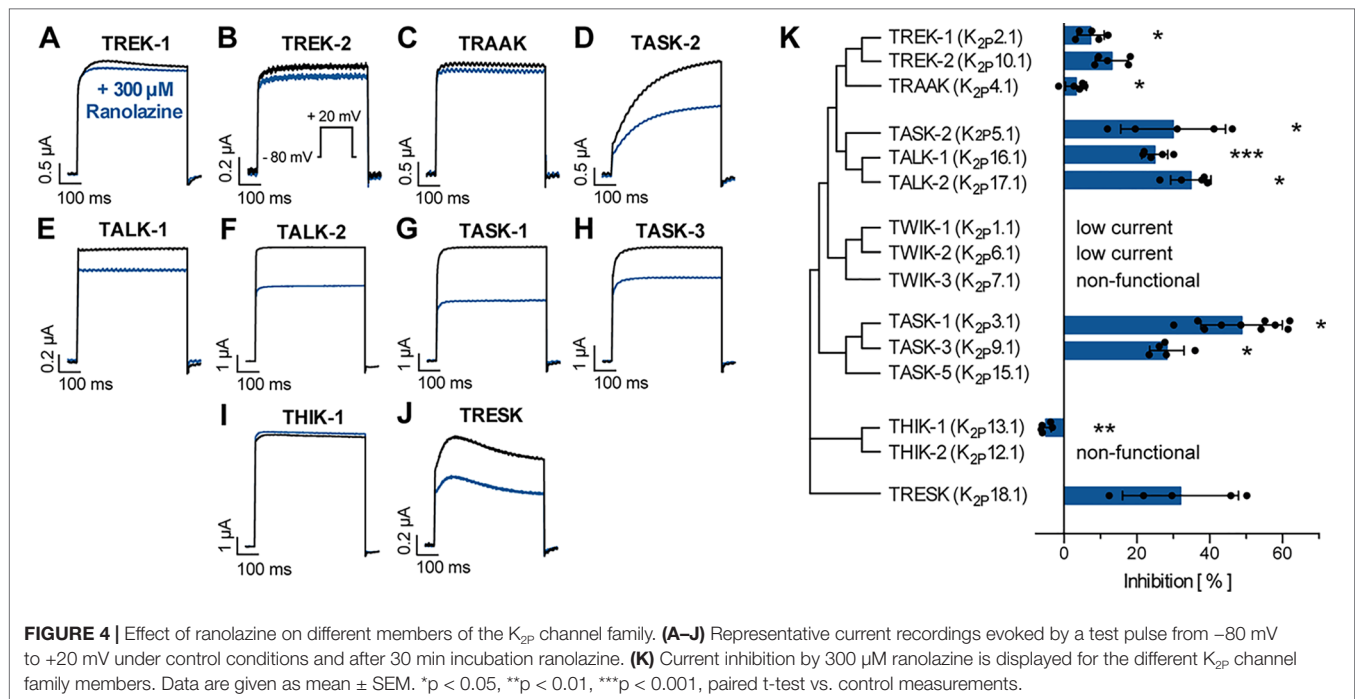 A TREK-1
+ 300 µM
Ranolazine
0.5 µA
100 ms
B TREK-2
+ 20 mV
- 80 mV
0.2 µA
100 ms
C TRAAK
0.5 µA
100 ms
D TASK-2
0.5 µA
100 ms
E TALK-1
0.2 µA
100 ms
F TALK-2
1 µA
100 ms
G TASK-1
1 µA
100 ms
H TASK-3
1 µA
100 ms
I THIK-1
1 µA
100 ms
J TRESK
0.2 µA
100 ms
K
TREK-1 (K2P2.1) *
TREK-2 (K2P10.1)
TRAAK (K2P4.1) *
TASK-2 (K2P5.1) *
TALK-1 (K2P16.1) ***
TALK-2 (K2P17.1) *
TWIK-1 (K2P1.1) low current
TWIK-2 (K2P6.1) low current
TWIK-3 (K2P7.1) non-functional
TASK-1 (K2P3.1) *
TASK-3 (K2P9.1) *
TASK-5 (K2P15.1)
THIK-1 (K2P13.1) **
THIK-2 (K2P12.1) non-functional
TRESK (K2P18.1)
0 20 40 60
Inhibition [ % ]
FIGURE 4 | Effect of ranolazine on different members of the K2P channel family. (A–J) Representative current recordings evoked by a test pulse from −80 mV
to +20 mV under control conditions and after 30 min incubation ranolazine. (K) Current inhibition by 300 µM ranolazine is displayed for the different K2P channel
family members. Data are given as mean ± SEM. *p < 0.05, **p < 0.01, ***p < 0.001, paired t-test vs. control measurements.